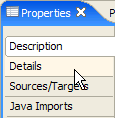 Properties
Description
Details
Sources/Targets
Java Imports